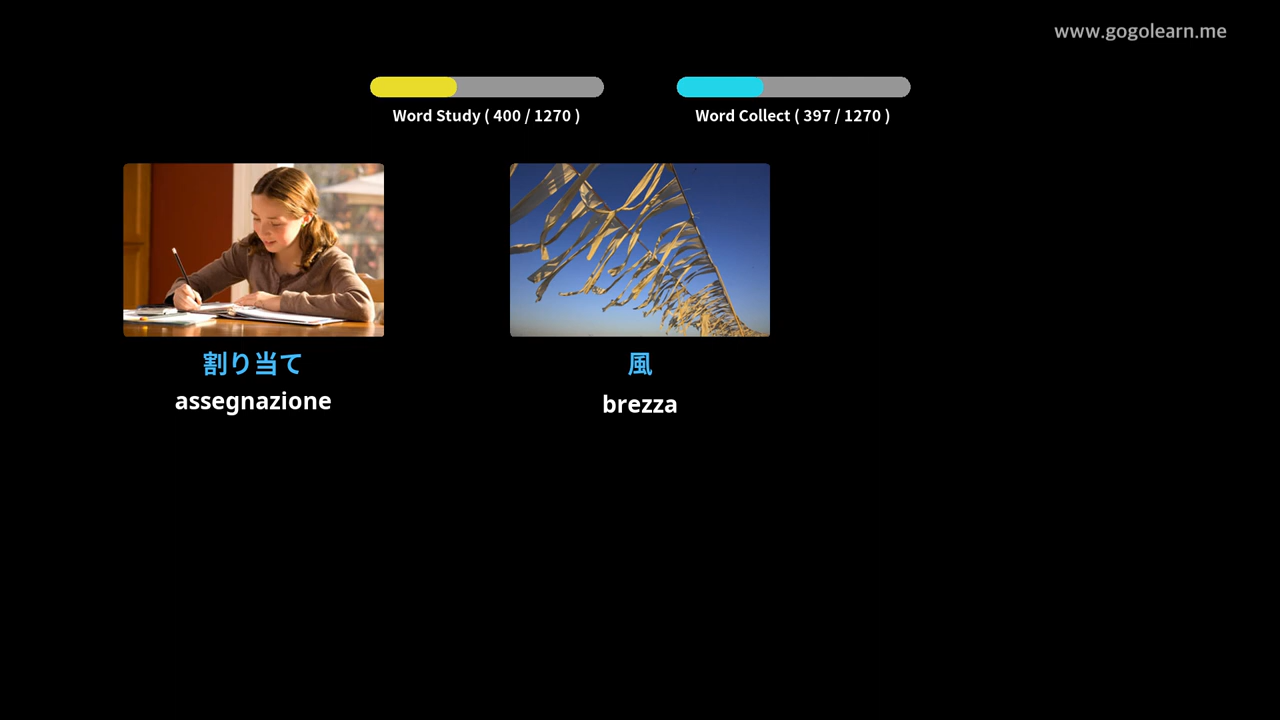 www.gogolearn.me
Word Study ( 400 / 1270 )
Word Collect ( 397 / 1270 )
割り当て
assegnazione
風
brezza